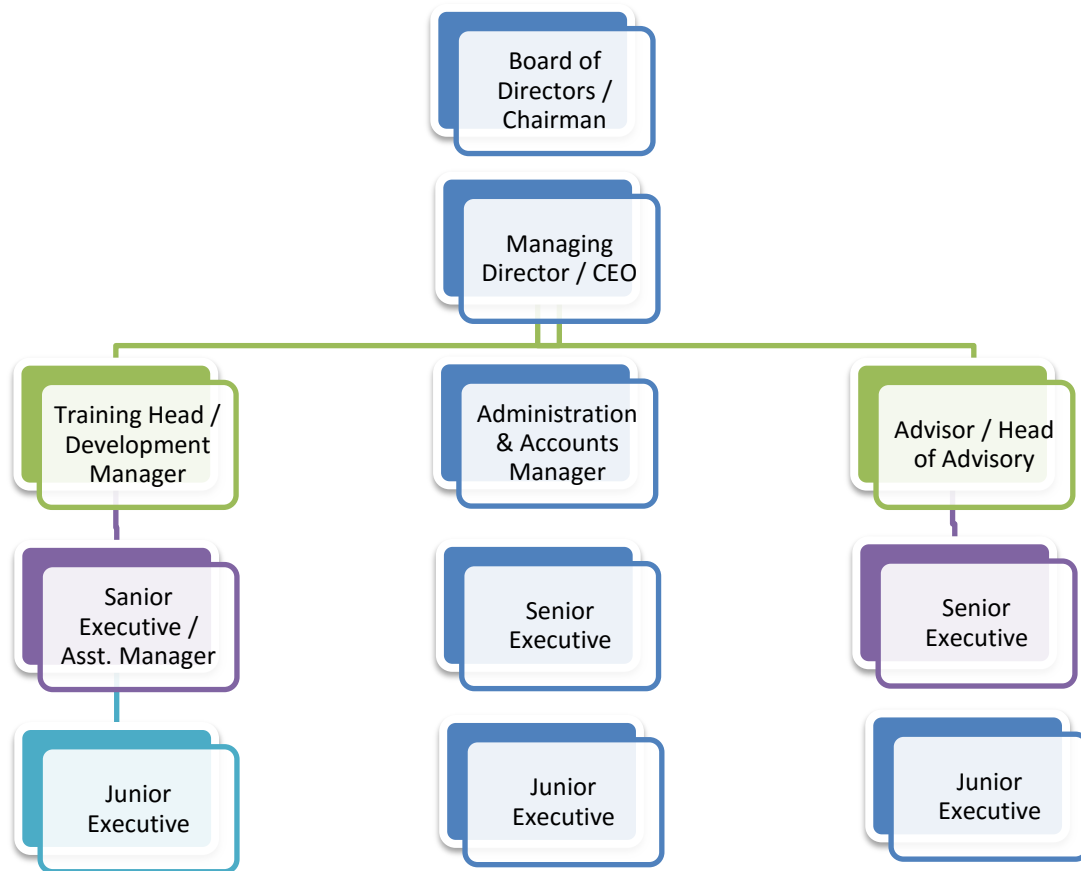 Board of
Directors /
Chairman
Managing
Director / CEO
Training Head /
Development
Manager
Administration
& Accounts
Manager
Advisor / Head
of Advisory
Sanior
Executive /
Asst. Manager
Senior
Executive
Senior
Executive
Junior
Executive
Junior
Executive
Junior
Executive